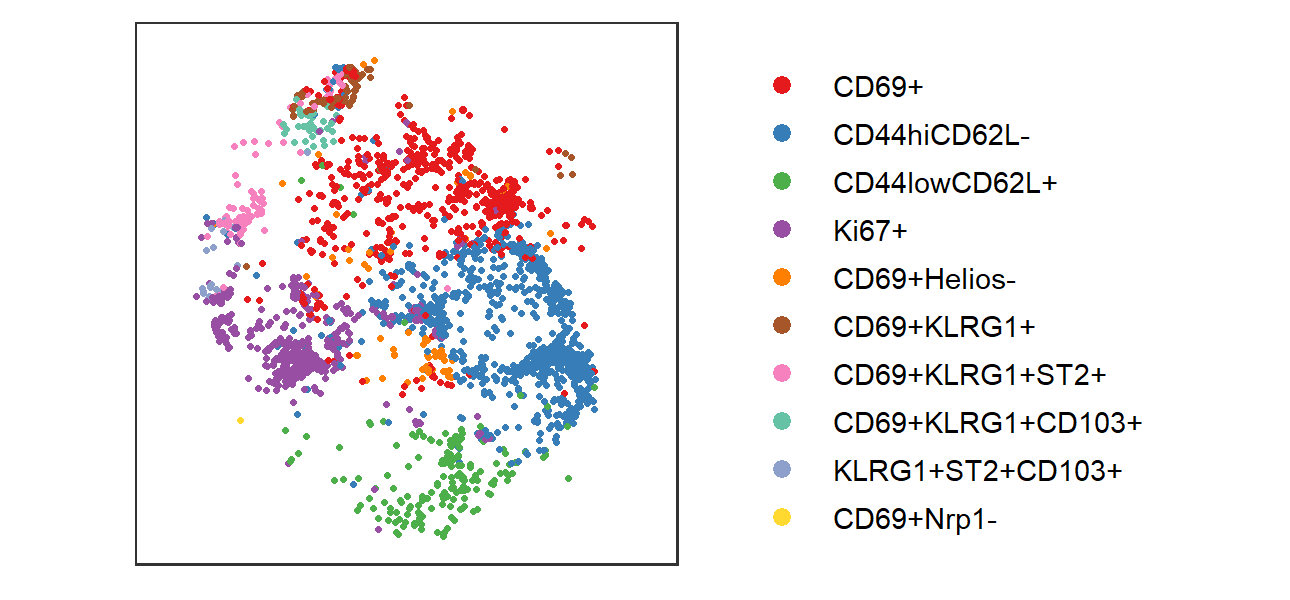 CD69+
CD44hiCD62L-
CD44lowCD62L+
Ki67+
CD69+Helios-
CD69+KLRG1+
CD69+KLRG1+ST2+
CD69+KLRG1+CD103+
KLRG1+ST2+CD103+
CD69+Nrp1-